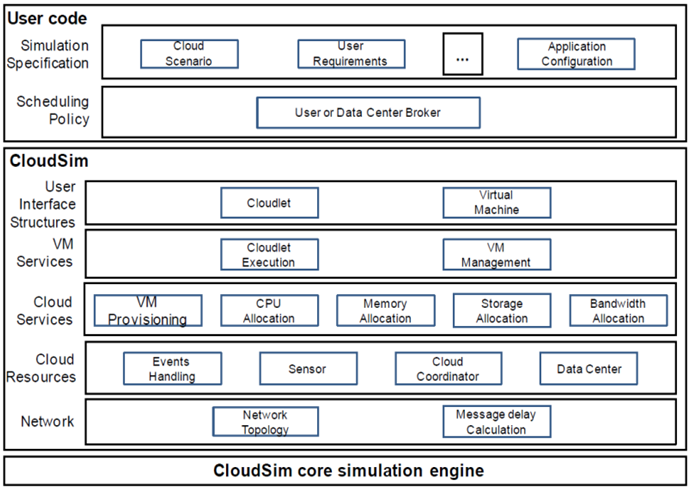 User code
Simulation
Specification
Cloud
Scenario
User
Requirements
...
Application
Configuration
Scheduling
Policy
User or Data Center Broker
CloudSim
User
Interface
Structures
Cloudlet
Virtual
Machine
VM
Services
Cloudlet
Execution
VM
Management
Cloud
Services
VM
Provisioning
CPU
Allocation
Memory
Allocation
Storage
Allocation
Bandwidth
Allocation
Cloud
Resources
Events
Handling
Sensor
Cloud
Coordinator
Data Center
Network
Network
Topology
Message delay
Calculation
CloudSim core simulation engine